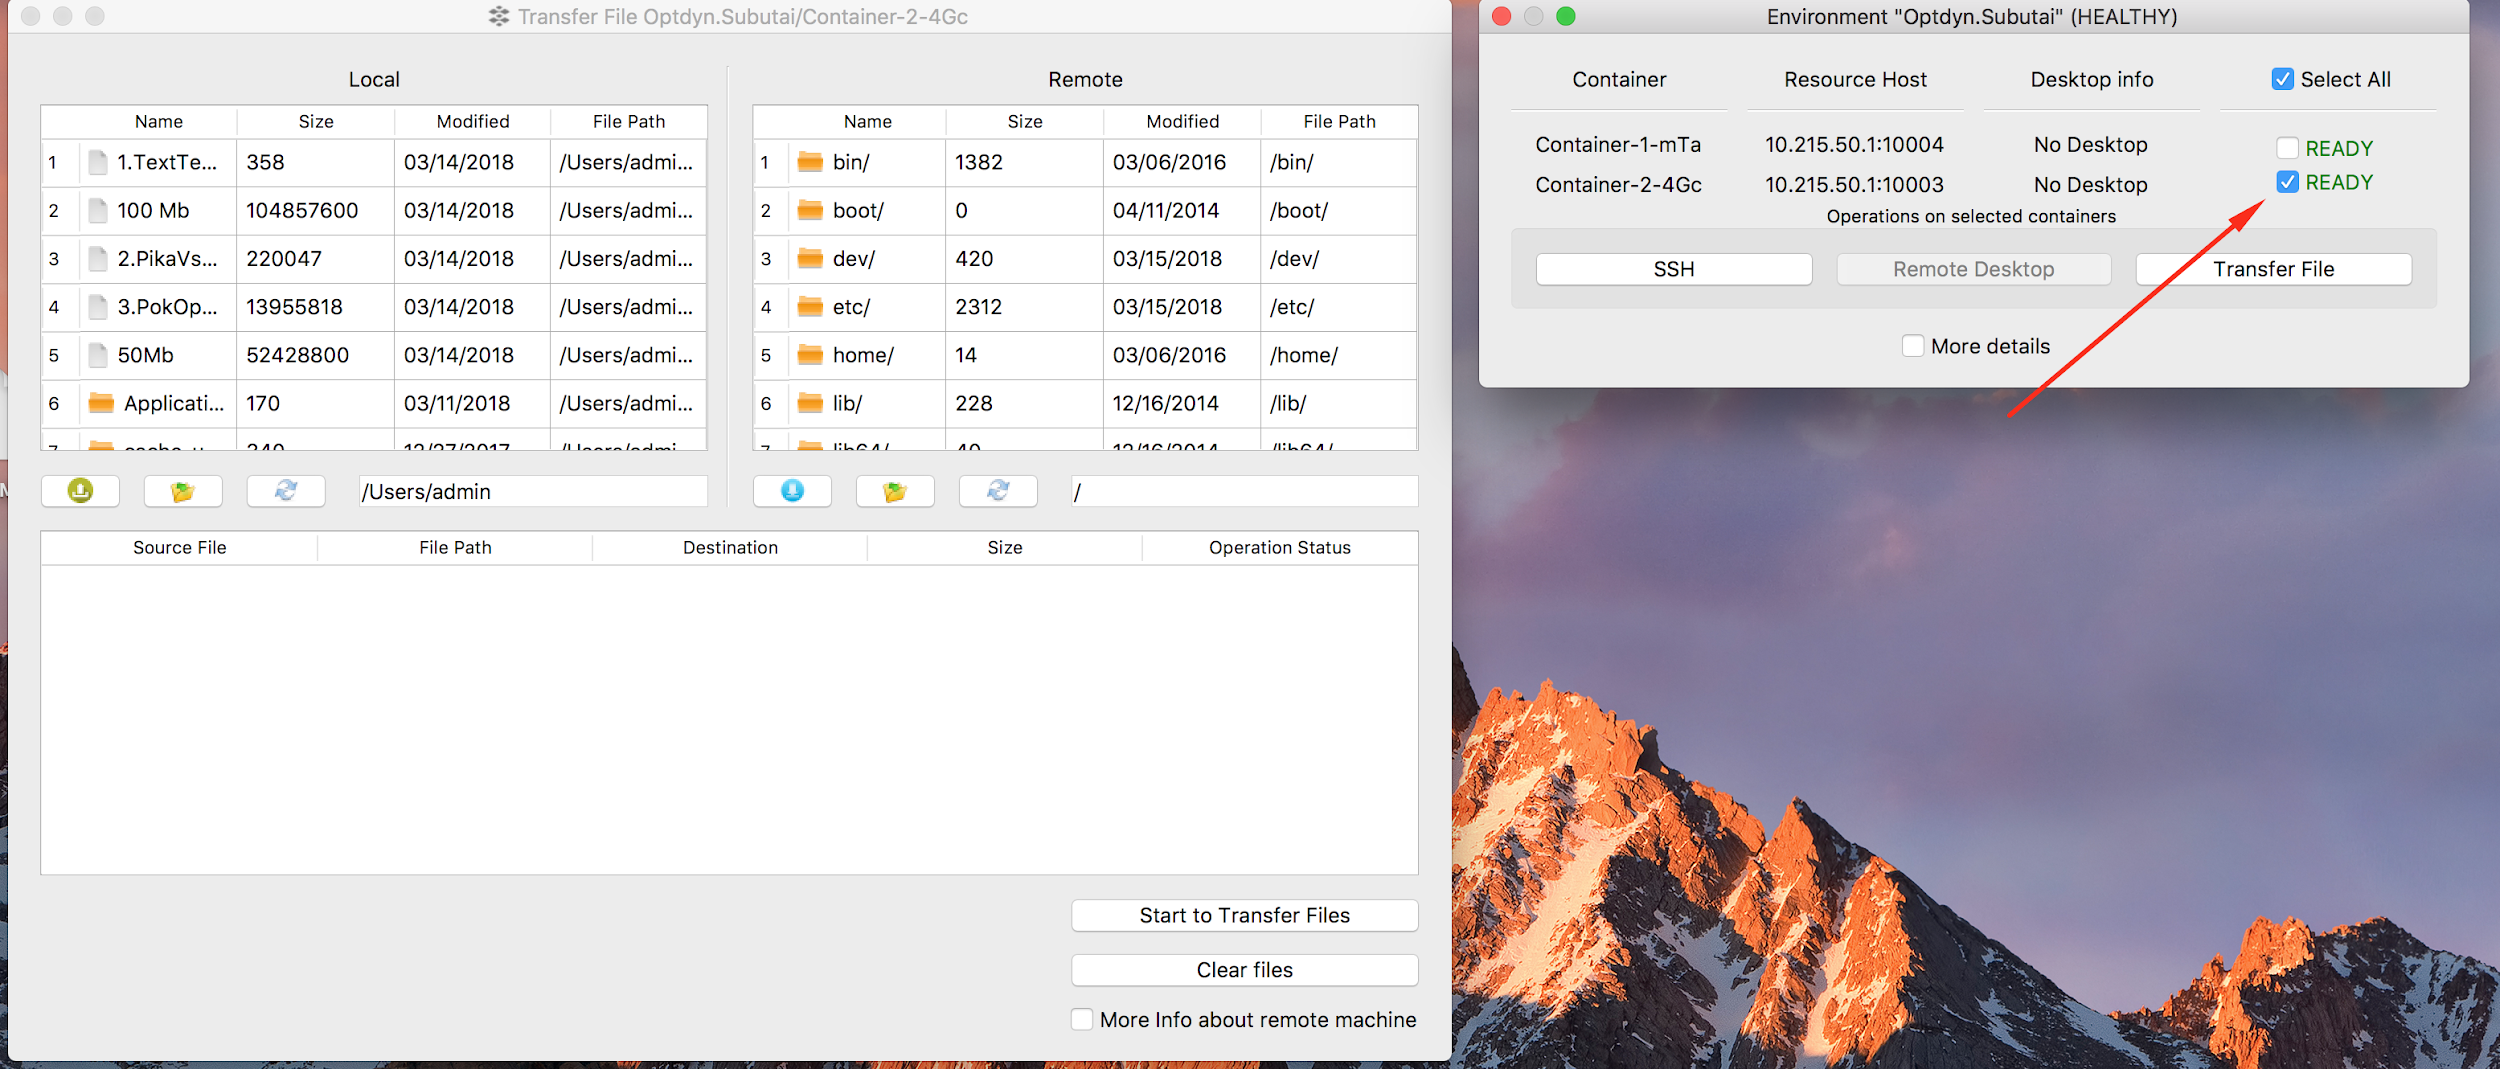 Transfer File Optdyn.Subutai/Container-2-4Gc
Local
Name Size Modified File Path
1 1.TextTe... 358 03/14/2018 /Users/admi...
2 100 Mb 104857600 03/14/2018 /Users/admi...
3 2.PikaVs... 220047 03/14/2018 /Users/admi...
4 3.PokOp... 13955818 03/14/2018 /Users/admi...
5 50Mb 52428800 03/14/2018 /Users/admi...
6 Applicati... 170 03/11/2018 /Users/admi...
/Users/admin
Remote
Name Size Modified File Path
1 bin/ 1382 03/06/2016 /bin/
2 boot/ 0 04/11/2014 /boot/
3 dev/ 420 03/15/2018 /dev/
4 etc/ 2312 03/15/2018 /etc/
5 home/ 14 03/06/2016 /home/
6 lib/ 228 12/16/2014 /lib/
7 lib64/ 40 12/16/2014 /lib64/
/
Source File File Path Destination Size Operation Status
Start to Transfer Files
Clear files
More Info about remote machine
Environment "Optdyn.Subutai" (HEALTHY)
Container Resource Host Desktop info Select All
Container-1-mTa 10.215.50.1:10004 No Desktop READY
Container-2-4Gc 10.215.50.1:10003 No Desktop READY
Operations on selected containers
SSH Remote Desktop Transfer File
More details